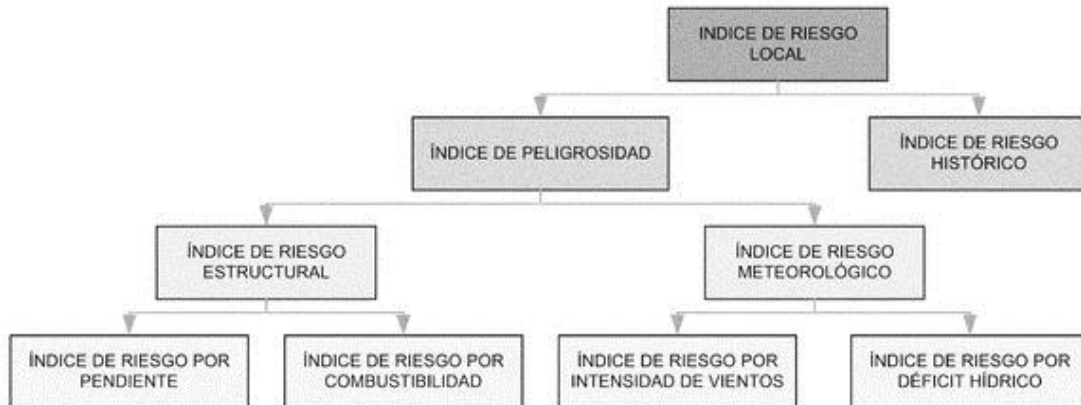 INDICE DE RIESGO
LOCAL
ÍNDICE DE PELIGROSIDAD
ÍNDICE DE RIESGO
HISTÓRICO
ÍNDICE DE RIESGO
ESTRUCTURAL
ÍNDICE DE RIESGO
METEOROLÓGICO
ÍNDICE DE RIESGO POR
PENDIENTE
ÍNDICE DE RIESGO POR
COMBUSTIBILIDAD
ÍNDICE DE RIESGO POR
INTENSIDAD DE VIENTOS
ÍNDICE DE RIESGO POR
DÉFICIT HÍDRICO